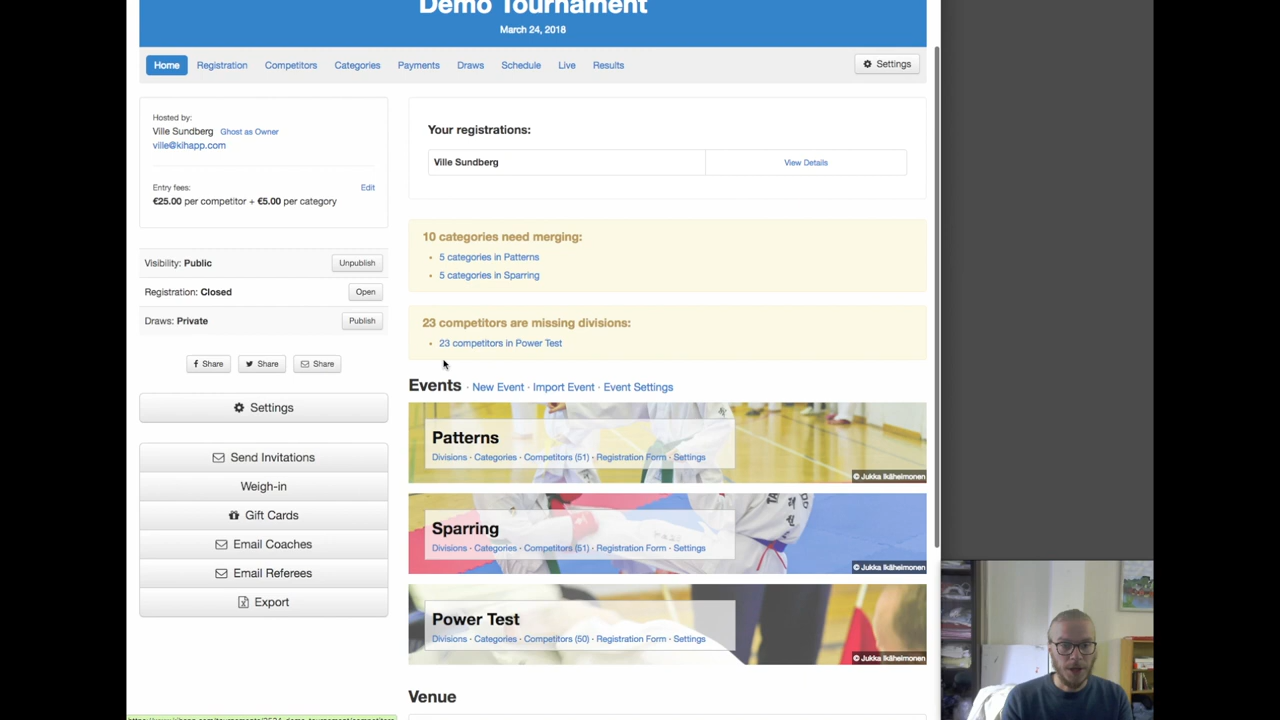 Demo Tournament
March 24, 2018
Home Registration Competitors Categories Payments Draws Schedule Live Results Settings
Hosted by:
Ville Sundberg Ghost as Owner
ville@kihapp.com
Entry fees: Edit
€25.00 per competitor + €5.00 per category
Visibility: Public Unpublish
Registration: Closed Open
Draws: Private Publish
Share Share Share
Settings
Send Invitations
Weigh-in
Gift Cards
Email Coaches
Email Referees
Export
Your registrations:
Ville Sundberg View Details
10 categories need merging:
• 5 categories in Patterns
• 5 categories in Sparring
23 competitors are missing divisions:
• 23 competitors in Power Test
Events · New Event · Import Event · Event Settings
Patterns
Divisions · Categories · Competitors (51) · Registration Form · Settings
© Jukka Ikäheimonen
Sparring
Divisions · Categories · Competitors (51) · Registration Form · Settings
© Jukka Ikäheimonen
Power Test
Divisions · Categories · Competitors (50) · Registration Form · Settings
© Jukka Ikäheimonen
Venue